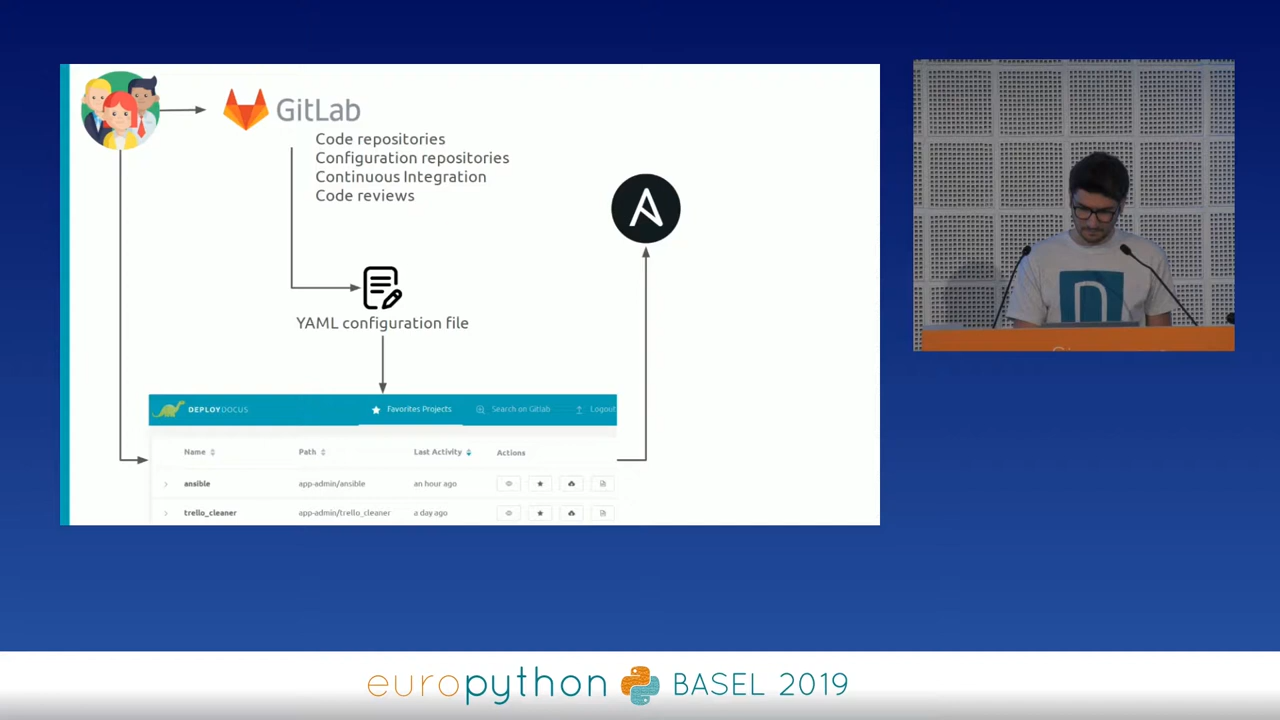 GitLab
Code repositories
Configuration repositories
Continuous Integration
Code reviews
YAML configuration file
DEPLOYDOCUS
Favorites Projects
Search on Gitlab
Logout
Name
Path
Last Activity
Actions
ansible
app-admin/ansible
an hour ago
trello_cleaner
app-admin/trello_cleaner
a day ago
n
europython BASEL 2019